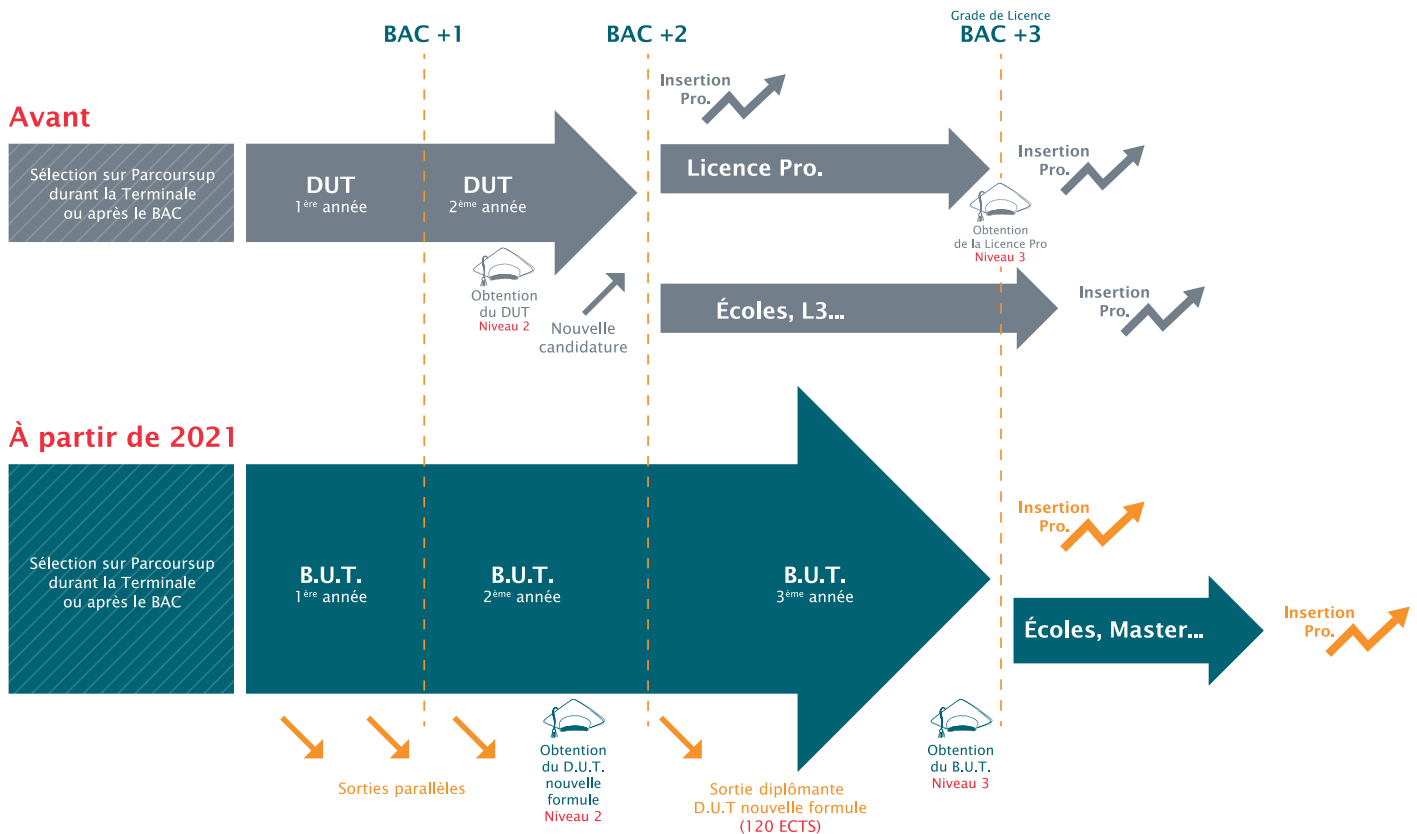 Grade de Licence
BAC +1
BAC +2
BAC +3
Avant
Sélection sur Parcoursup
durant la Terminale
ou après le BAC
DUT
1ère année
DUT
2ème année
Obtention
du DUT
Niveau 2
Nouvelle
candidature
Insertion
Pro.
Licence Pro.
Obtention
de la Licence Pro
Niveau 3
Insertion
Pro.
Écoles, L3...
Insertion
Pro.
À partir de 2021
Sélection sur Parcoursup
durant la Terminale
ou après le BAC
B.U.T.
1ère année
B.U.T.
2ème année
B.U.T.
3ème année
Insertion
Pro.
Écoles, Master...
Insertion
Pro.
Sorties parallèles
Obtention
du D.U.T.
nouvelle
formule
Niveau 2
Sortie diplômante
D.U.T nouvelle formule
(120 ECTS)
Obtention
du B.U.T.
Niveau 3